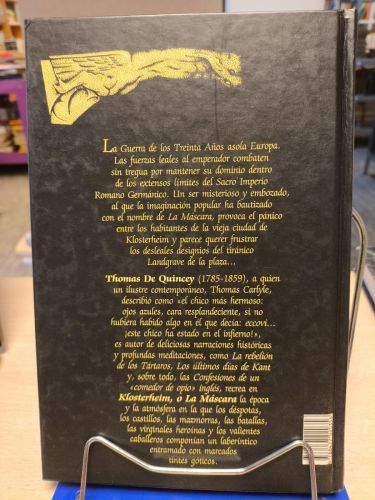 La Guerra de los Treinta Años asola Europa.
Las fuerzas leales al emperador combaten
sin tregua por mantener su dominio dentro
de los extensos límites del Sacro Imperio
Romano Germánico. Un ser misterioso y embozado,
al que la imaginación popular ha bautizado
con el nombre de La Máscara, provoca el pánico
entre los habitantes de la vieja ciudad de
Klosterheim y parece querer frustrar
los desleales designios del tiránico
Landgrave de la plaza...
Thomas De Quincey (1785-1859), a quien
un ilustre contemporáneo, Thomas Carlyle,
describió como «el chico más hermoso:
ojos azules, cara resplandeciente, si no
hubiera habido algo en él que decía: eccovi...
¡este chico ha estado en el infierno!»,
es autor de deliciosas narraciones históricas
y profundas meditaciones, como La rebelión
de los Tártaros, Los últimos días de Kant
y, sobre todo, las Confesiones de un
«comedor de opio» inglés, recrea en
Klosterheim, o La Máscara la época
y la atmósfera en la que los déspotas,
los castillos, las mazmorras, las batallas,
las virginales heroínas y los valientes
caballeros componían un laberíntico
entramado con marcados
tintes góticos.